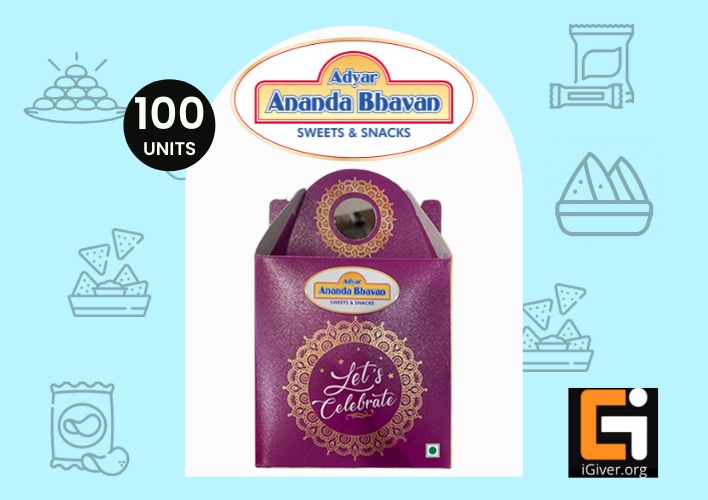 Adyar
Ananda Bhavan
SWEETS & SNACKS
100
UNITS
Adyar
Ananda Bhavan
SWEETS & SNACKS
Let's
Celebrate
iGiver.org